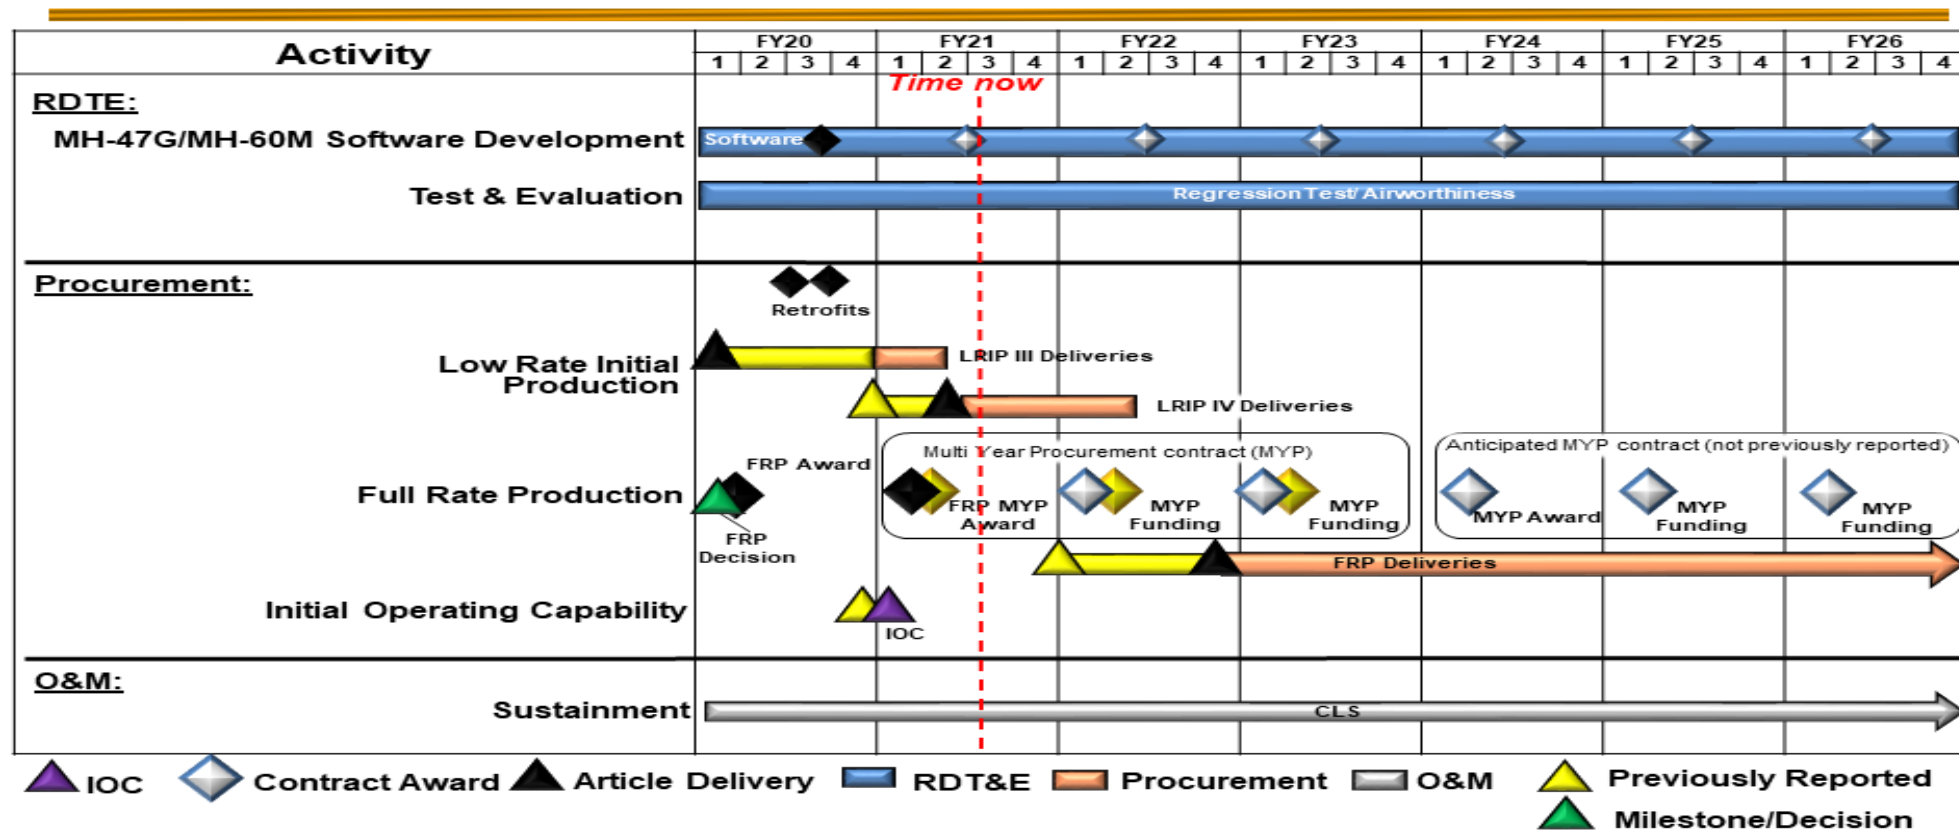 Activity
FY20 FY21 FY22 FY23 FY24 FY25 FY26
1 2 3 4 1 2 3 4 1 2 3 4 1 2 3 4 1 2 3 4 1 2 3 4 1 2 3 4
Time now
RDTE:
MH-47G/MH-60M Software Development
Software
Test & Evaluation
Regression Test/ Airworthiness
Procurement:
Retrofits
Low Rate Initial
Production
LRIP III Deliveries
LRIP IV Deliveries
Multi Year Procurement contract (MYP)
Anticipated MYP contract (not previously reported)
Full Rate Production
FRP Award
FRP
Decision
FRP MYP
Award
MYP
Funding
MYP
Funding
MYP Award
MYP
Funding
MYP
Funding
FRP Deliveries
Initial Operating Capability
IOC
O&M:
Sustainment
CLS
IOC
Contract Award
Article Delivery
RDT&E
Procurement
O&M
Previously Reported
Milestone/Decision